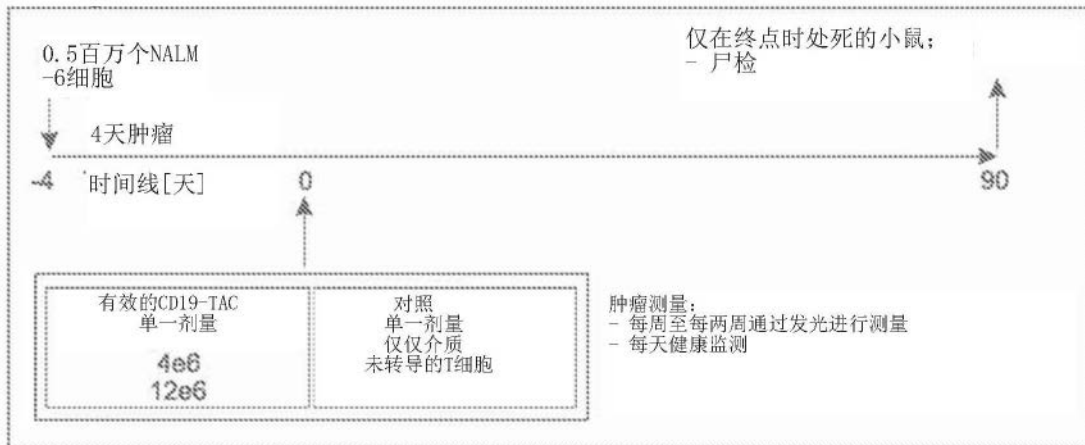 0.5百万个NALM
-6细胞
仅在终点时处死的小鼠；
- 尸检
4天肿瘤
-4
时间线[天]
0
90
有效的CD19-TAC
单一剂量
4e6
12e6
对照
单一剂量
仅仅介质
未转导的T细胞
肿瘤测量：
- 每周至每两周通过发光进行测量
- 每天健康监测